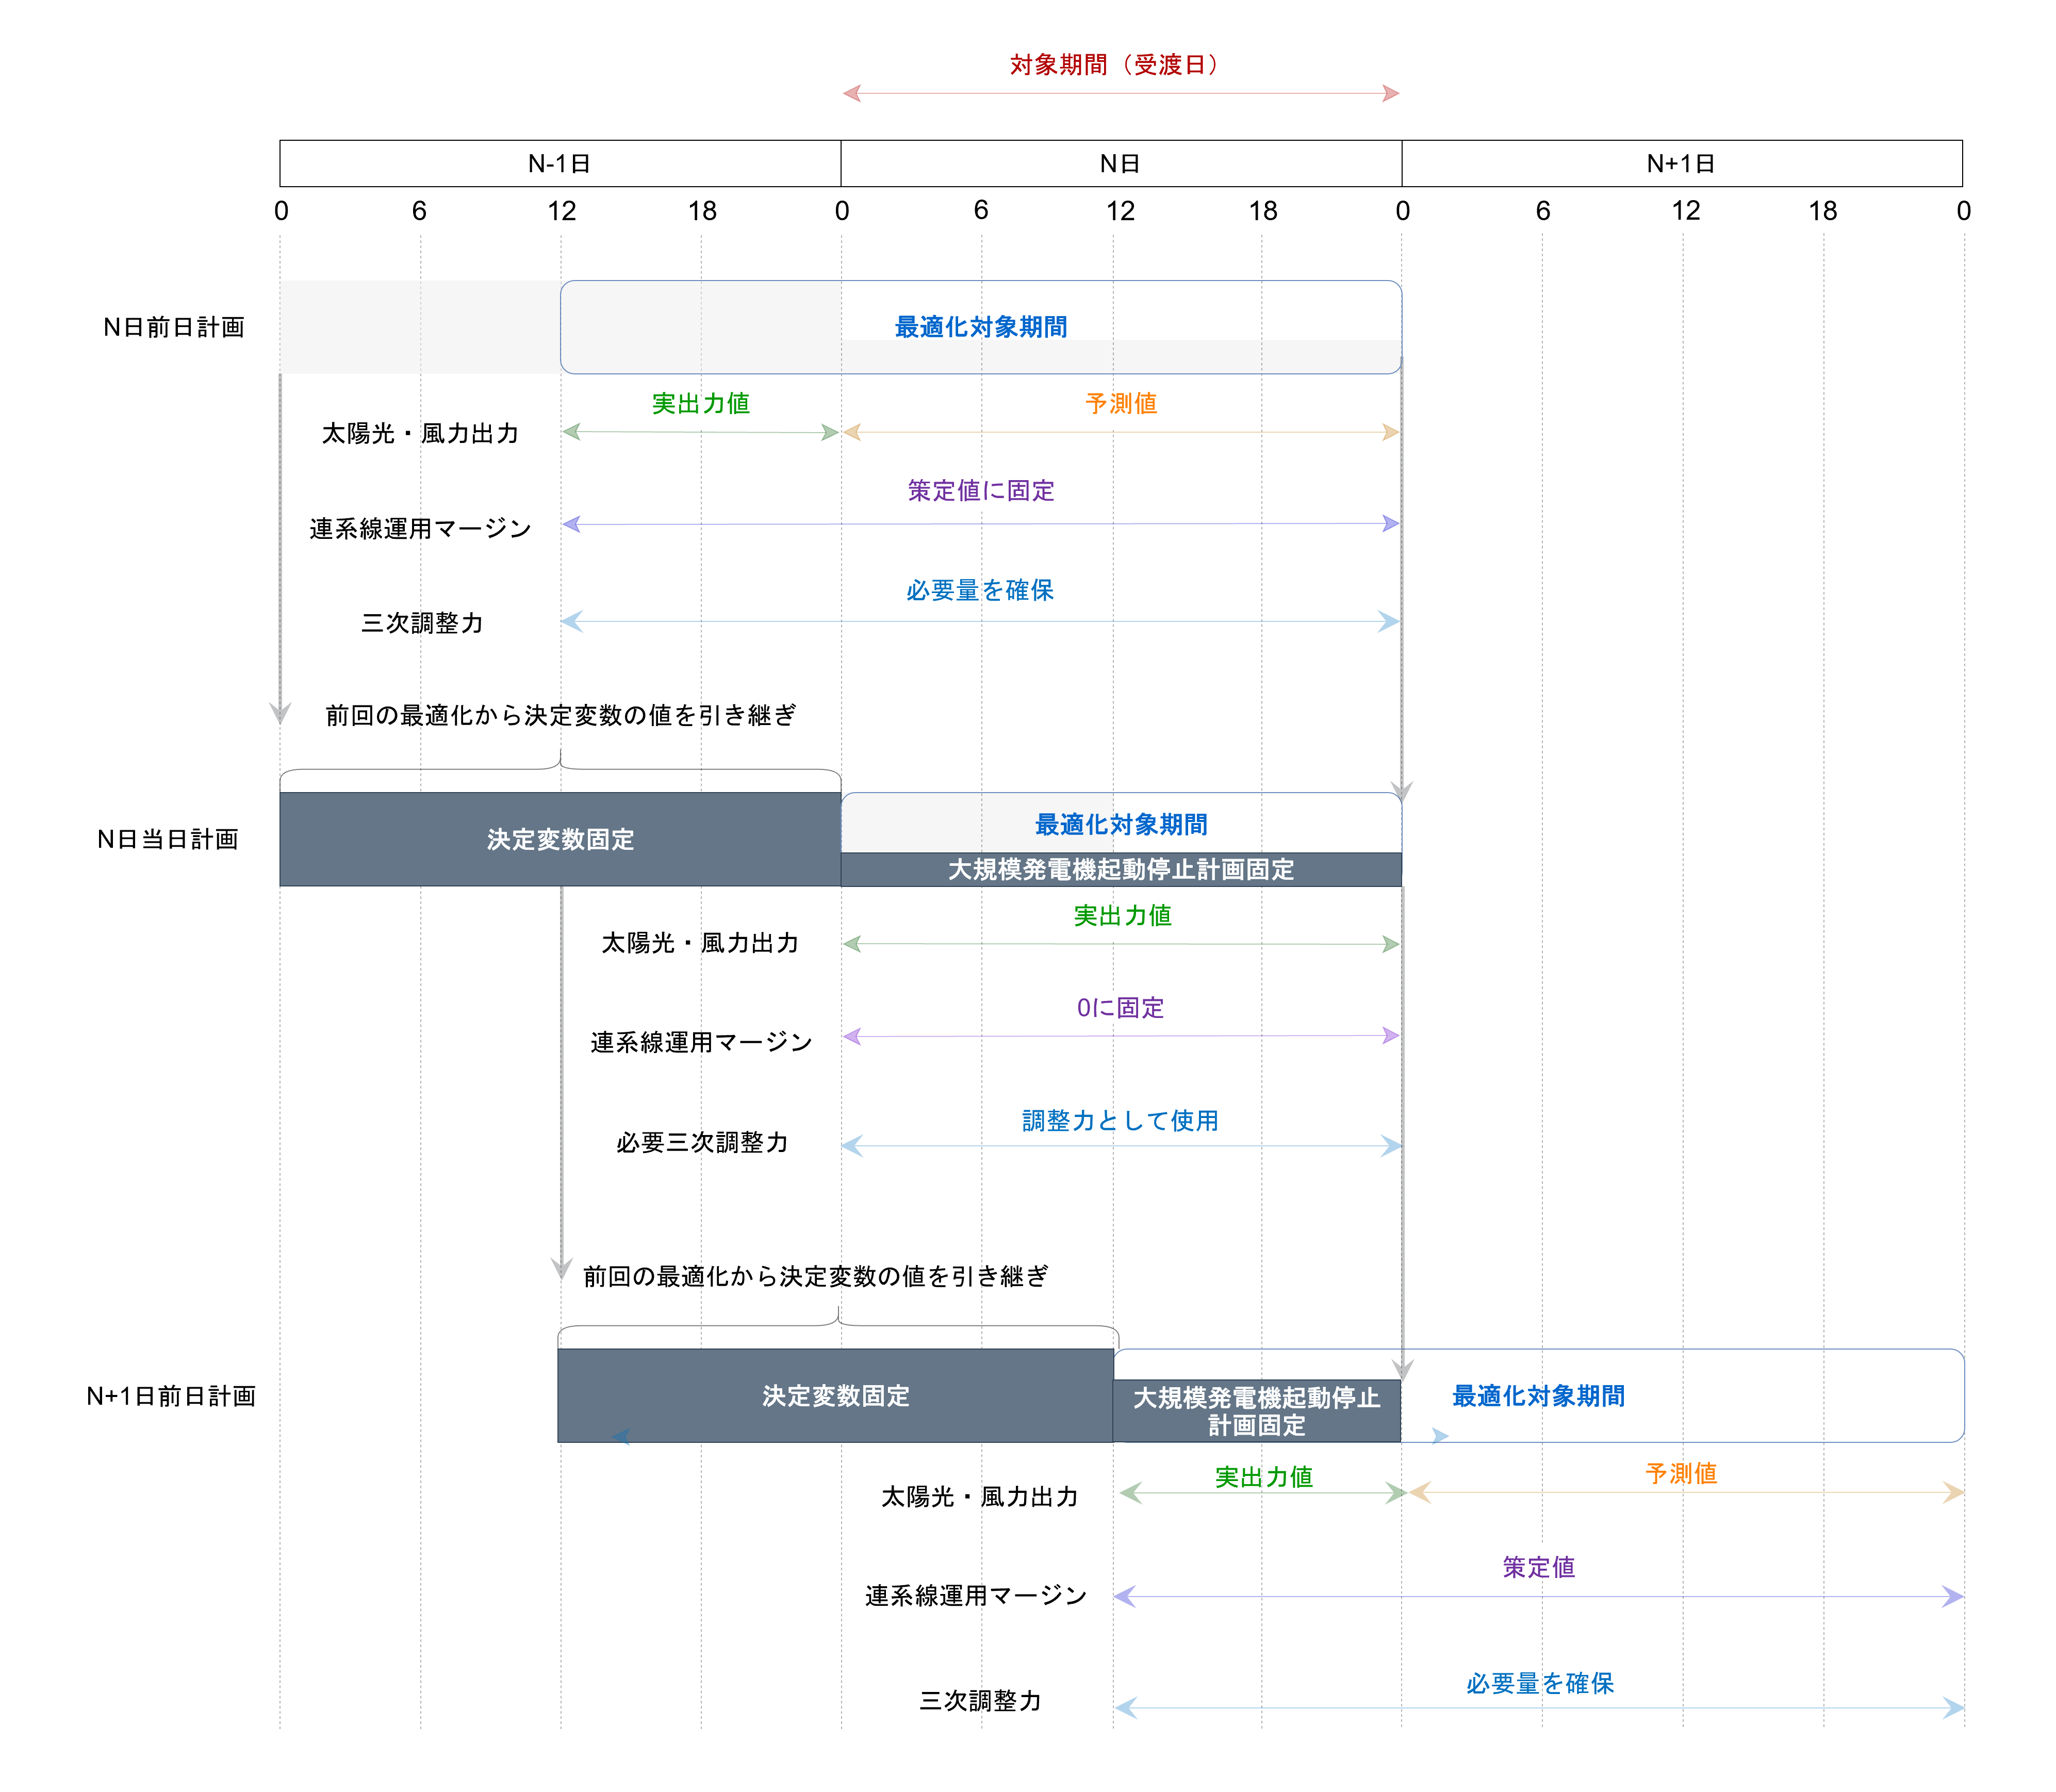 対象期間（受渡日）
N-1日
N日
N+1日
0 6 12 18 0 6 12 18 0 6 12 18 0
N日前日計画
最適化対象期間
実出力値
予測値
太陽光・風力出力
策定値に固定
連系線運用マージン
必要量を確保
三次調整力
前回の最適化から決定変数の値を引き継ぎ
N日当日計画
決定変数固定
最適化対象期間
大規模発電機起動停止計画固定
実出力値
太陽光・風力出力
0に固定
連系線運用マージン
調整力として使用
必要三次調整力
前回の最適化から決定変数の値を引き継ぎ
N+1日前日計画
決定変数固定
大規模発電機起動停止
計画固定
最適化対象期間
実出力値
予測値
太陽光・風力出力
策定値
連系線運用マージン
必要量を確保
三次調整力